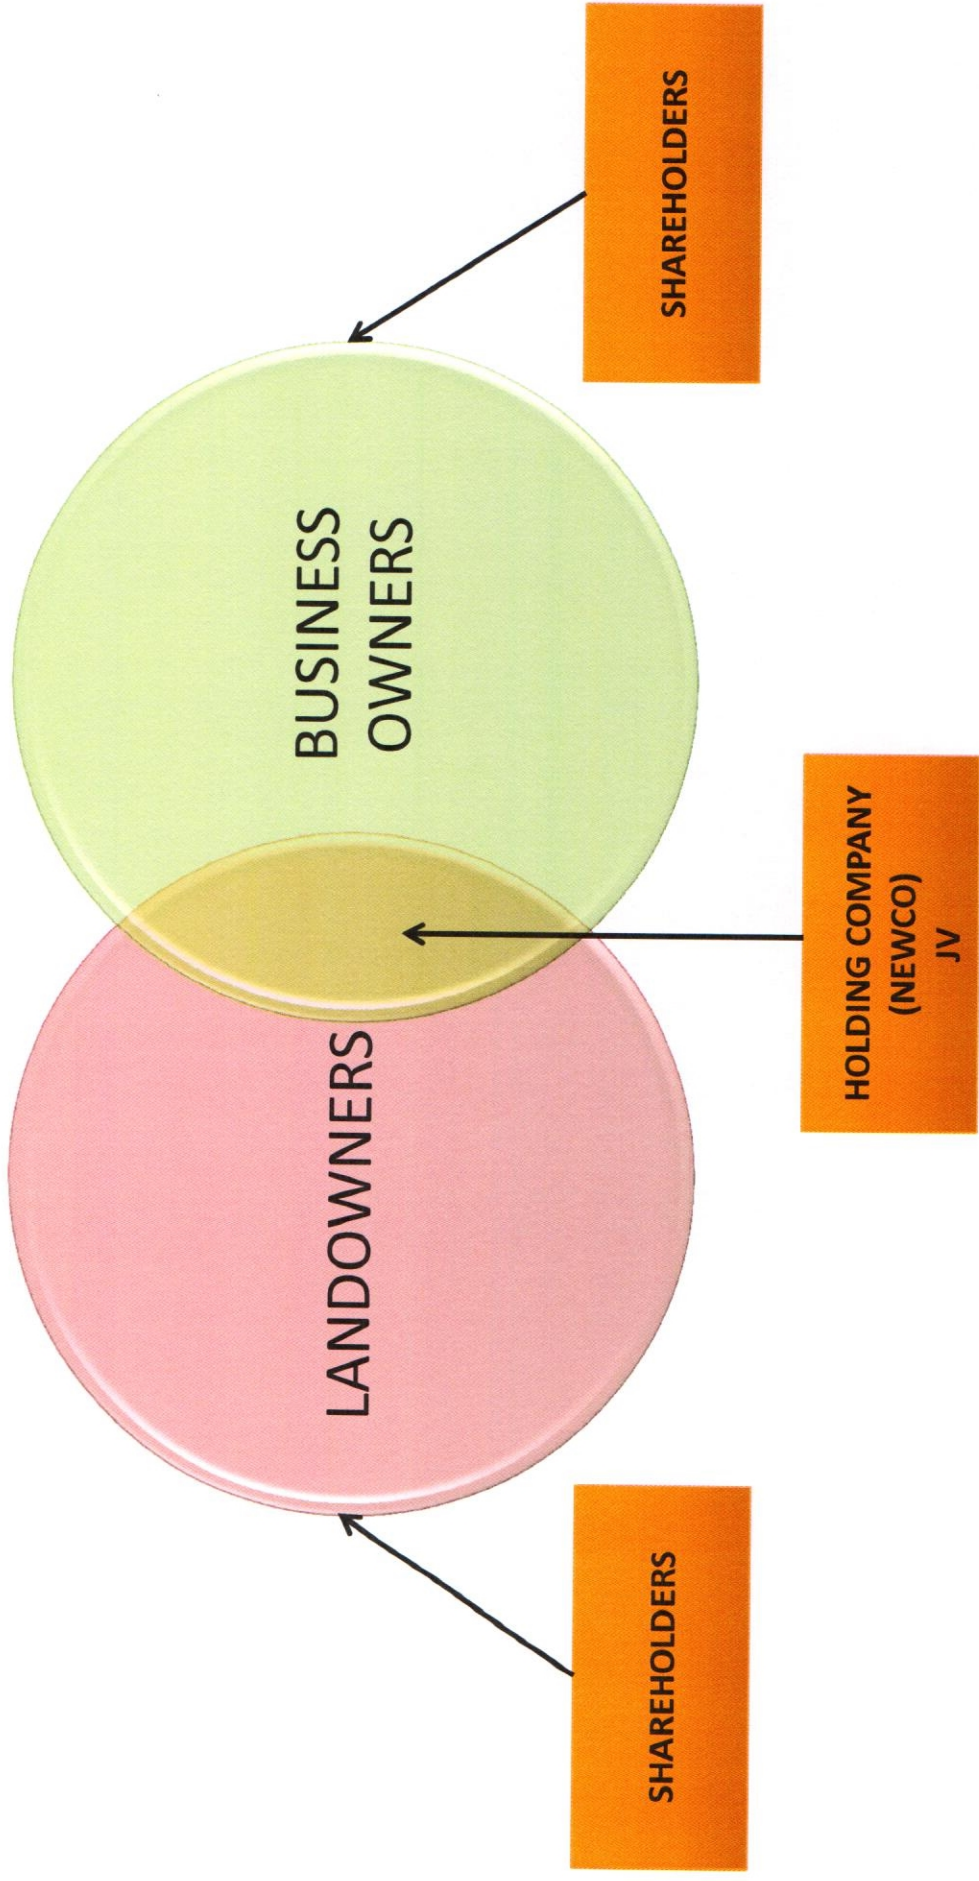 LANDOWNERS
BUSINESS
OWNERS
SHAREHOLDERS
HOLDING COMPANY
(NEWCO)
JV
SHAREHOLDERS